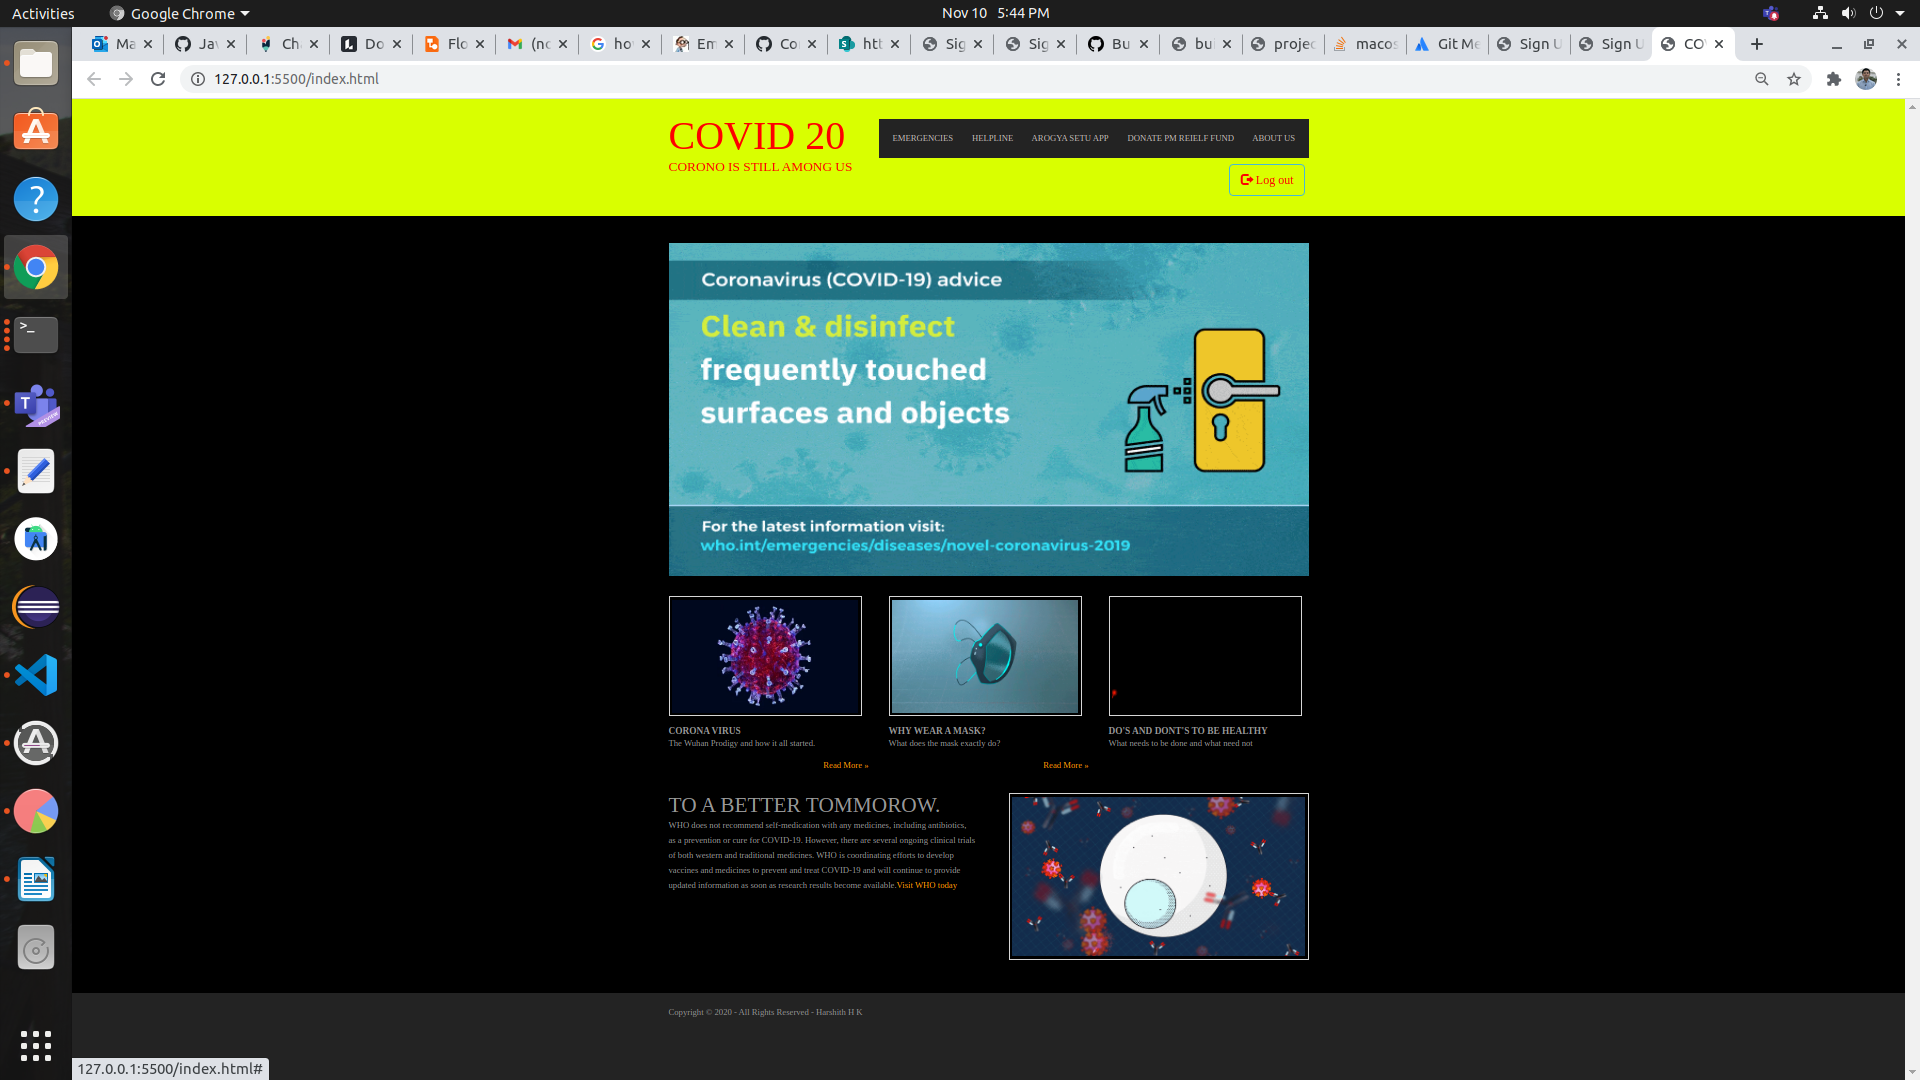 Activities
Google Chrome
Nov 10 5:44 PM
Ma
Jav
Cha
Do
Flo
(no
ho
Em
Co
htt
Sig
Sig
Bu
bu
projec
macos
Git Me
Sign U
Sign U
CO
127.0.0.1:5500/index.html
COVID 20
CORONO IS STILL AMONG US
EMERGENCIES
HELPLINE
AROGYA SETU APP
DONATE PM REIELF FUND
ABOUT US
Log out
Coronavirus (COVID-19) advice
Clean & disinfect
frequently touched
surfaces and objects
For the latest information visit:
who.int/emergencies/diseases/novel-coronavirus-2019
CORONA VIRUS
The Wuhan Prodigy and how it all started.
Read More »
WHY WEAR A MASK?
What does the mask exactly do?
Read More »
DO'S AND DONT'S TO BE HEALTHY
What needs to be done and what need not
TO A BETTER TOMMOROW.
WHO does not recommend self-medication with any medicines, including antibiotics,
as a prevention or cure for COVID-19. However, there are several ongoing clinical trials
of both western and traditional medicines. WHO is coordinating efforts to develop
vaccines and medicines to prevent and treat COVID-19 and will continue to provide
updated information as soon as research results become available.Visit WHO today
Copyright © 2020 - All Rights Reserved - Harshith H K
127.0.0.1:5500/index.html#